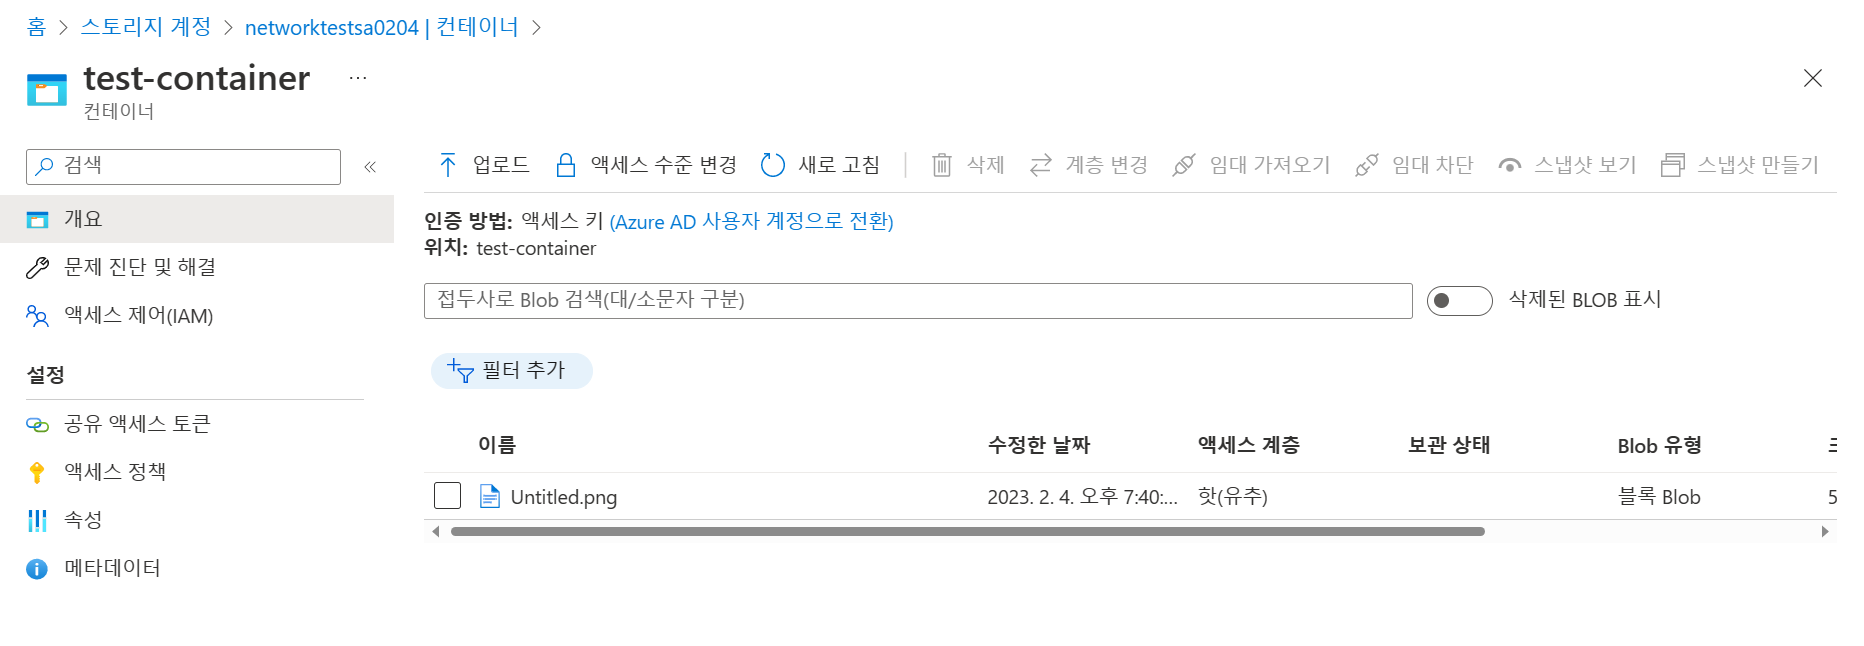 홈 > 스토리지 계정 > networktestsa0204 | 컨테이너 >
test-container ...
컨테이너
검색 «
업로드 액세스 수준 변경 새로 고침 삭제 계층 변경 임대 가져오기 임대 차단 스냅샷 보기 스냅샷 만들기
개요
문제 진단 및 해결
액세스 제어(IAM)
설정
공유 액세스 토큰
액세스 정책
속성
메타데이터
인증 방법: 액세스 키 (Azure AD 사용자 계정으로 전환)
위치: test-container
접두사로 Blob 검색(대/소문자 구분) 삭제된 BLOB 표시
필터 추가
이름 수정한 날짜 액세스 계층 보관 상태 Blob 유형
Untitled.png 2023. 2. 4. 오후 7:40:... 핫(유추) 블록 Blob 5